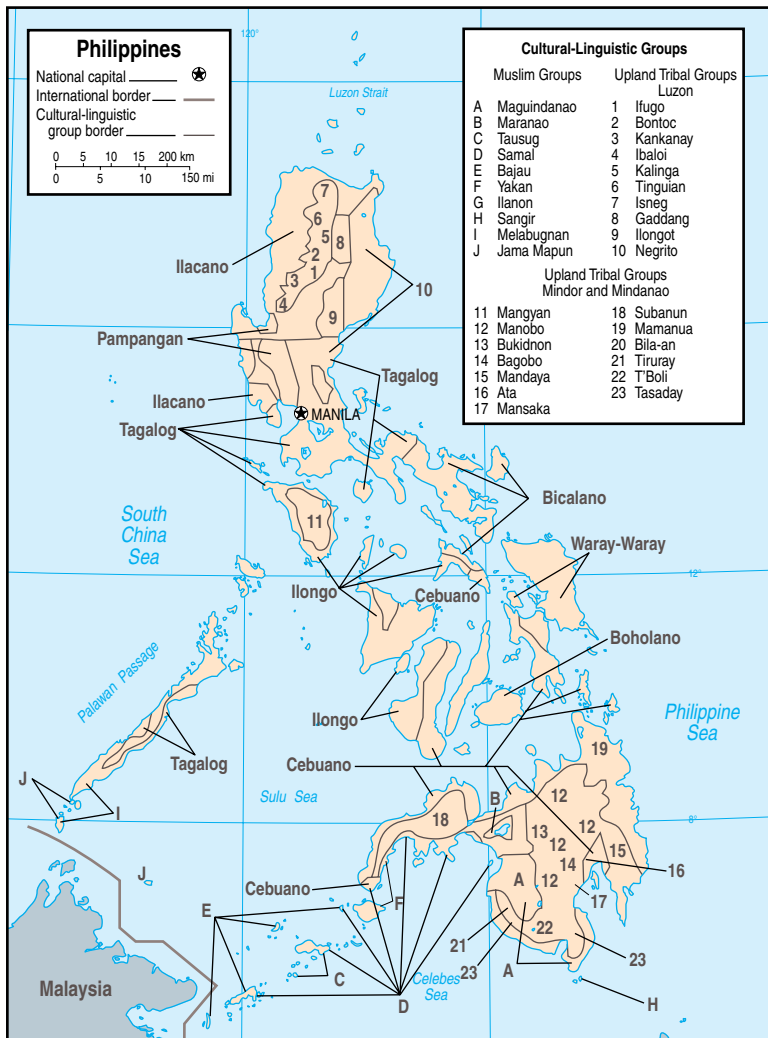 Philippines
National capital
International border
Cultural-linguistic
group border
0 5 10 15 200 km
0 5 10 150 mi
Cultural-Linguistic Groups
Muslim Groups
A Maguindanao
B Maranao
C Tausug
D Samal
E Bajau
F Yakan
G Ilanon
H Sangir
I Melabugnan
J Jama Mapun
Upland Tribal Groups
Luzon
1 Ifugo
2 Bontoc
3 Kankanay
4 Ibaloi
5 Kalinga
6 Tinguian
7 Isneg
8 Gaddang
9 Ilongot
10 Negrito
Upland Tribal Groups
Mindor and Mindanao
11 Mangyan
12 Manobo
13 Bukidnon
14 Bagobo
15 Mandaya
16 Ata
17 Mansaka
18 Subanun
19 Mamanua
20 Bila-an
21 Tiruray
22 T'Boli
23 Tasaday
120°
Luzon Strait
7
6
5
8
2
1
3
4
9
Ilacano
10
Pampangan
Tagalog
Ilacano
MANILA
Tagalog
Bicalano
11
South
China
Sea
Waray-Waray
12°
Ilongo
Cebuano
Boholano
Palawan Passage
Ilongo
Philippine
Sea
Tagalog
Cebuano
19
J
I
Sulu Sea
B
12
18
8°
13
12
12
15
14
16
J
A
12
17
Cebuano
F
E
22
21
23
23
C
A
Malaysia
Celebes
Sea
D
H